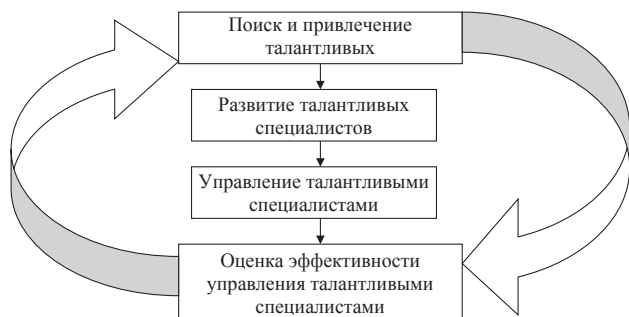 Поиск и привлечение
талантливых
Развитие талантливых
специалистов
Управление талантливыми
специалистами
Оценка эффективности
управления талантливыми
специалистами